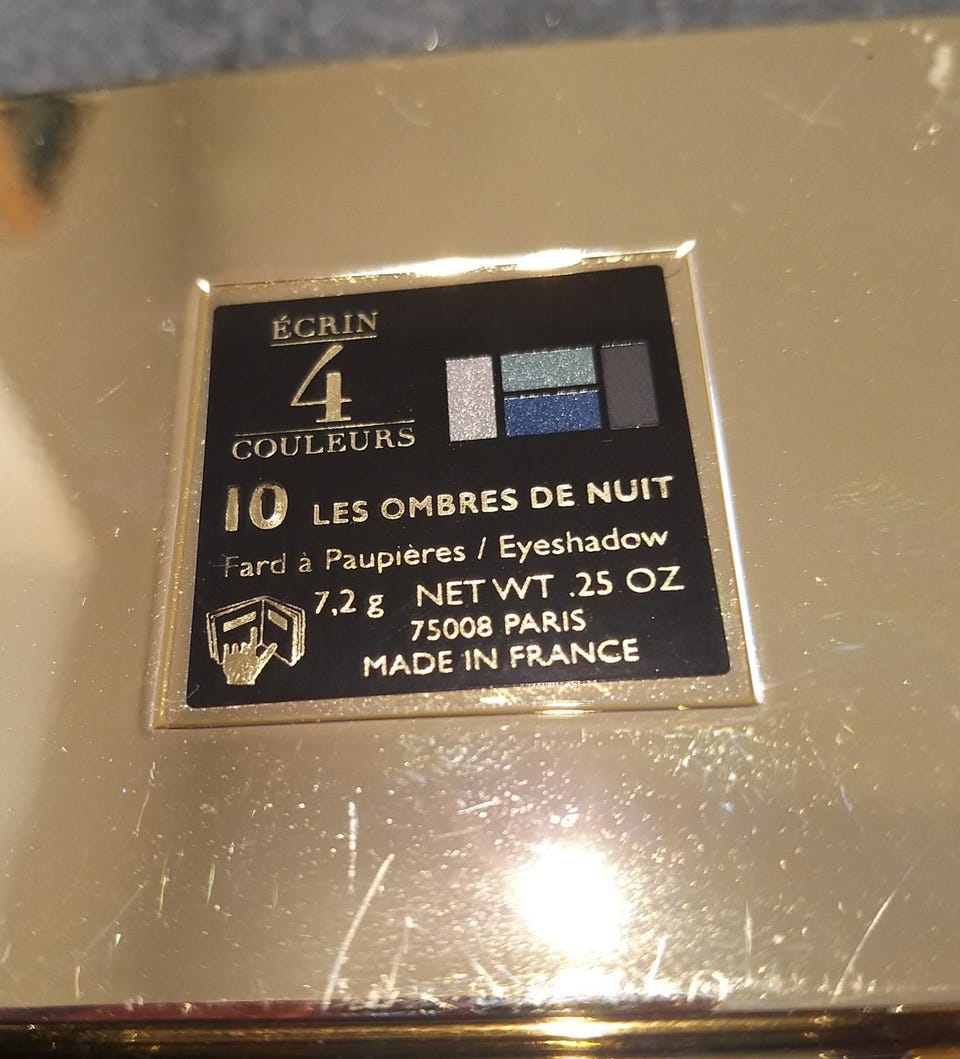 ÉCRIN
4
COULEURS
10 LES OMBRES DE NUIT
Fard à Paupières / Eyeshadow
7,2 g NET WT .25 OZ
75008 PARIS
MADE IN FRANCE